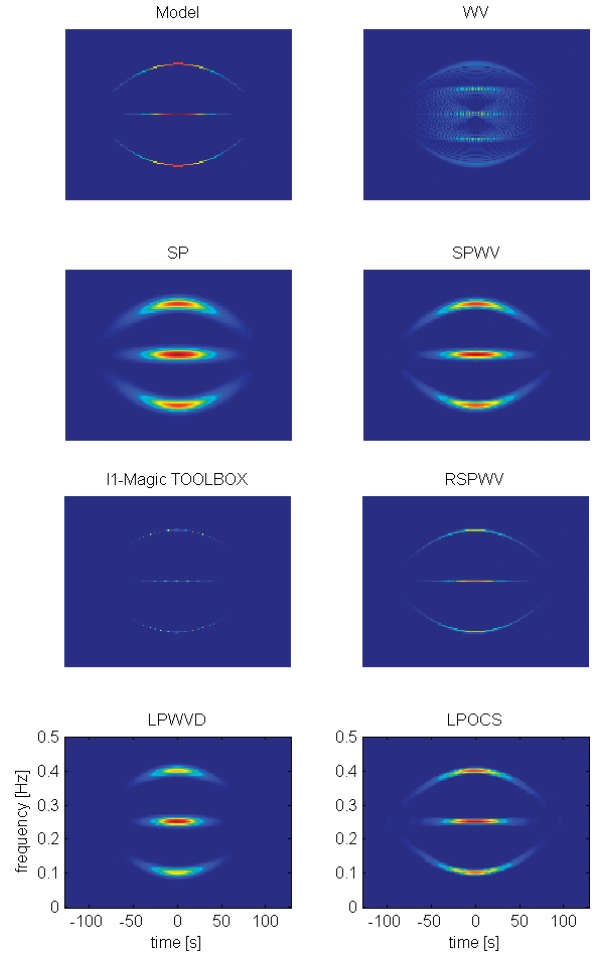 Model
WV
SP
SPWV
l1-Magic TOOLBOX
RSPWV
LPWVD
LPOCS
frequency [Hz]
0.5
0.4
0.3
0.2
0.1
0
0.5
0.4
0.3
0.2
0.1
0
-100 -50 0 50 100
time [s]
-100 -50 0 50 100
time [s]